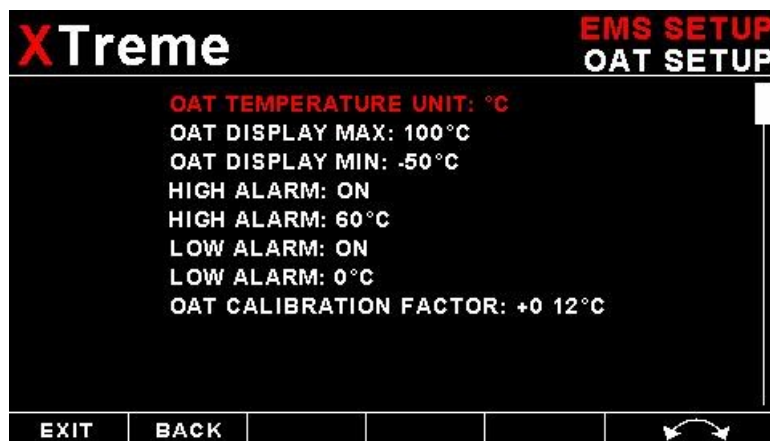 XTreme
EMS SETUP
OAT SETUP
OAT TEMPERATURE UNIT: °C
OAT DISPLAY MAX: 100°C
OAT DISPLAY MIN: -50°C
HIGH ALARM: ON
HIGH ALARM: 60°C
LOW ALARM: ON
LOW ALARM: 0°C
OAT CALIBRATION FACTOR: +0 12°C
EXIT BACK